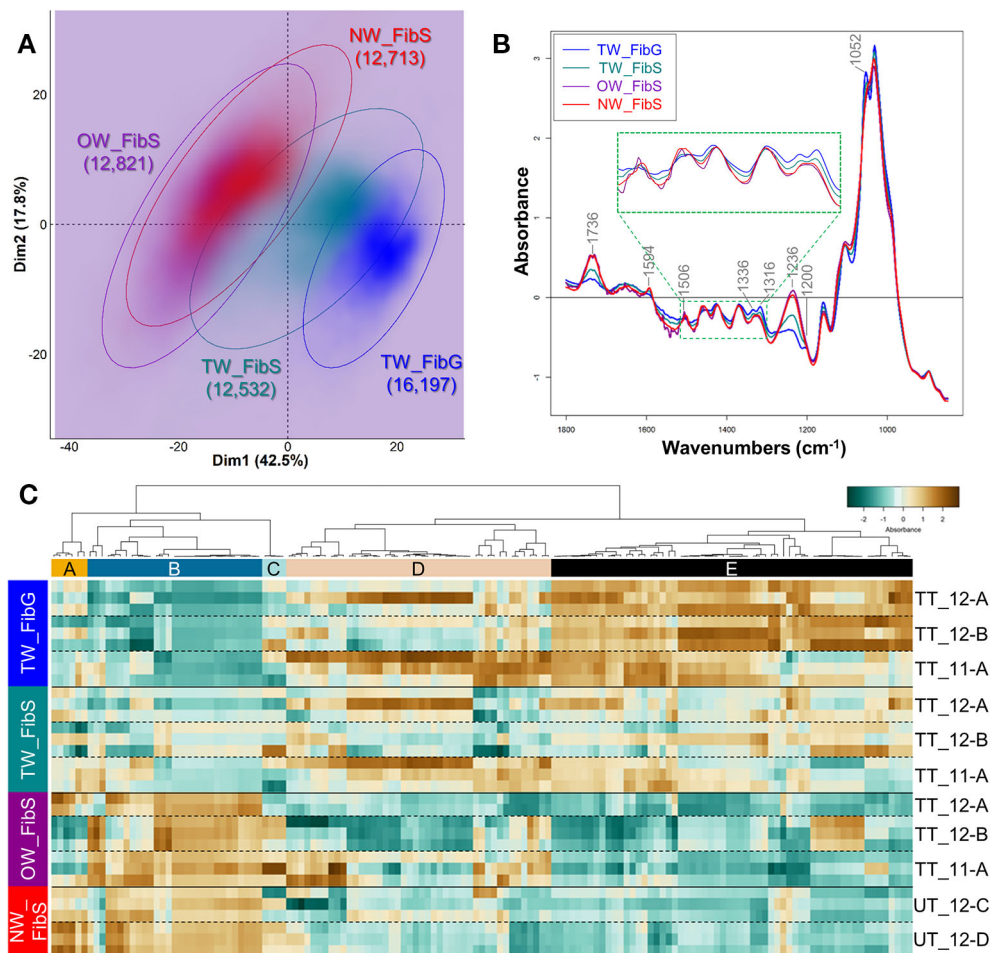 A
NW_FibS
(12,713)
OW_FibS
(12,821)
TW_FibS
(12,532)
TW_FibG
(16,197)
Dim2 (17.8%)
20
0
-20
-40
-20
0
20
Dim1 (42.5%)
B
TW_FibG
TW_FibS
OW_FibS
NW_FibS
1052
1736
1594
1506
1336
1316
1236
1200
Absorbance
3
2
1
0
-1
1800
1600
1400
1200
1000
Wavenumbers (cm-1)
C
-2 0 2
Absorbance
A B C D E
TW_FibG
TT_12-A
TT_12-B
TT_11-A
TW_FibS
TT_12-A
TT_12-B
TT_11-A
OW_FibS
TT_12-A
TT_12-B
TT_11-A
NW_
FibS
UT_12-C
UT_12-D